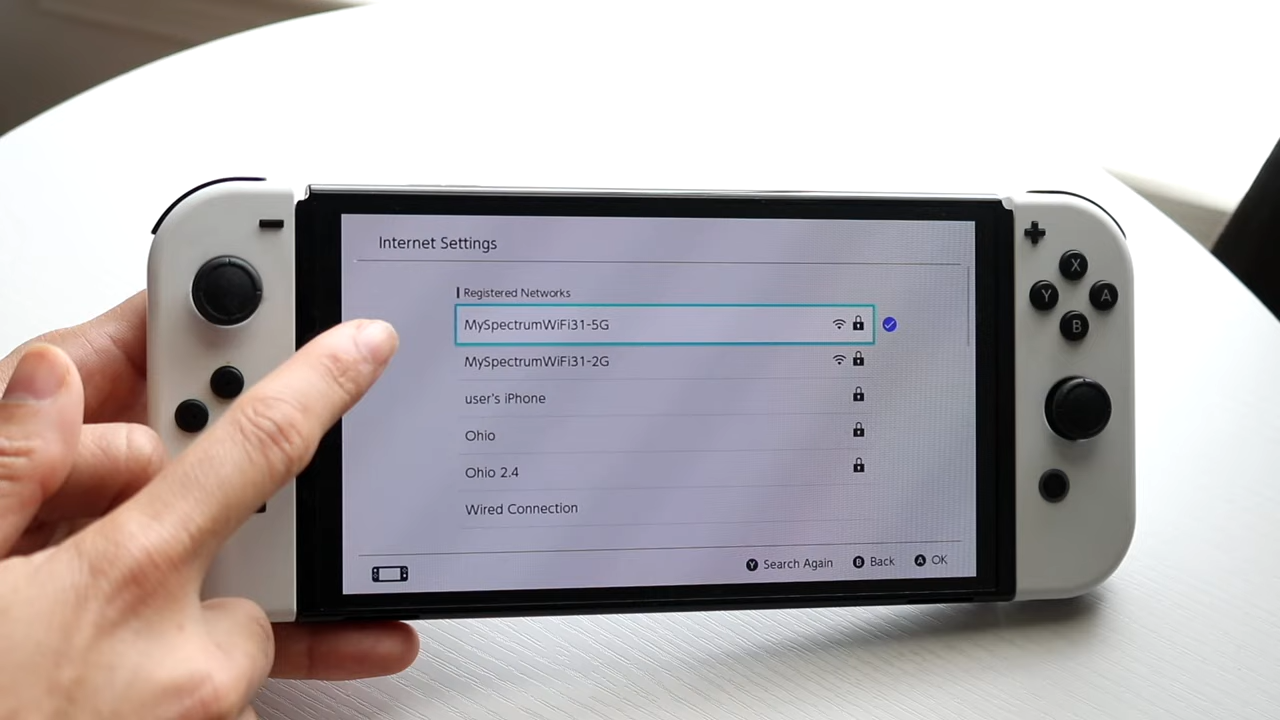 Internet Settings
Registered Networks
MySpectrumWiFi31-5G
MySpectrumWiFi31-2G
user's iPhone
Ohio
Ohio 2.4
Wired Connection
Y Search Again B Back A OK
X
Y A
B